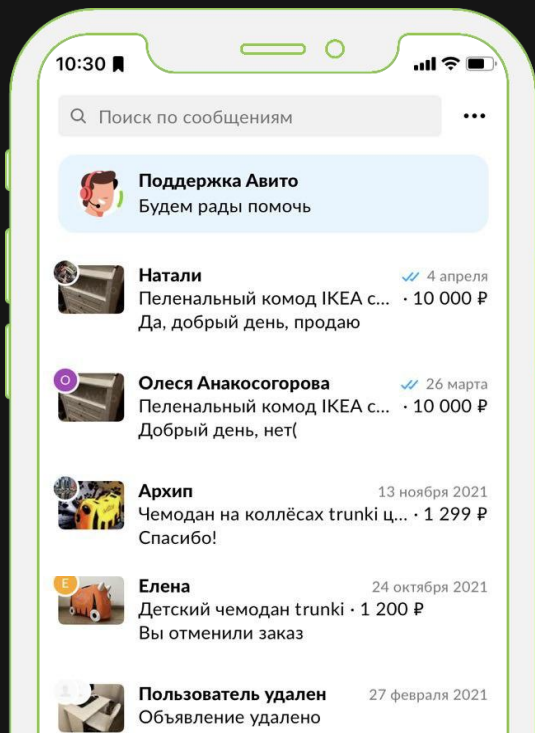 10:30
Поиск по сообщениям
Поддержка Авито
Будем рады помочь
Натали 4 апреля
Пеленальный комод IKEA с... · 10 000 ₽
Да, добрый день, продаю
О
Олеся Анакосогорова 26 марта
Пеленальный комод IKEA с... · 10 000 ₽
Добрый день, нет(
Архип 13 ноября 2021
Чемодан на коллёсах trunki ц... · 1 299 ₽
Спасибо!
Е
Елена 24 октября 2021
Детский чемодан trunki · 1 200 ₽
Вы отменили заказ
Пользователь удален 27 февраля 2021
Объявление удалено